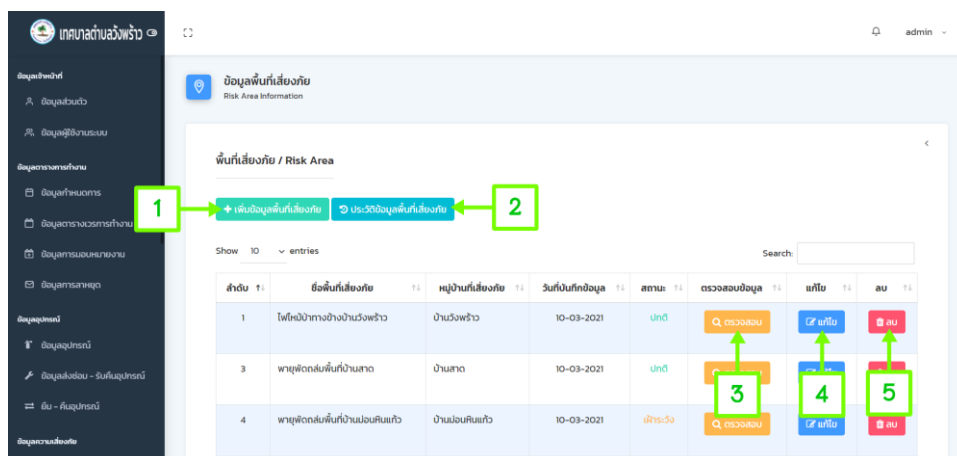 เทศบาลตำบลวังพร้าว
admin
ข้อมูลเจ้าหน้าที่
ข้อมูลส่วนตัว
ข้อมูลผู้ใช้งานระบบ
ข้อมูลตารางการทำงาน
ข้อมูลกำหนดการ
ข้อมูลตารางเวรการทำงาน
ข้อมูลการมอบหมายงาน
ข้อมูลการลาหยุด
ข้อมูลอุปกรณ์
ข้อมูลอุปกรณ์
ข้อมูลส่งซ่อม - รับคืนอุปกรณ์
ยืม - คืนอุปกรณ์
ข้อมูลความเสี่ยงภัย
ข้อมูลพื้นที่เสี่ยงภัย
Risk Area Information
พื้นที่เสี่ยงภัย / Risk Area
1
+ เพิ่มข้อมูลพื้นที่เสี่ยงภัย ประวัติข้อมูลพื้นที่เสี่ยงภัย
2
Show 10 entries Search:
ลำดับ ชื่อพื้นที่เสี่ยงภัย หมู่บ้านที่เสี่ยงภัย วันที่บันทึกข้อมูล สถานะ ตรวจสอบข้อมูล แก้ไข ลบ
1 ไฟไหม้ป่าทางข้างบ้านวังพร้าว บ้านวังพร้าว 10-03-2021 ปกติ ตรวจสอบ แก้ไข ลบ
3 พายุพัดถล่มพื้นที่บ้านสาด บ้านสาด 10-03-2021 ปกติ
3 4 5
4 พายุพัดถล่มพื้นที่บ้านม่อนหินแก้ว บ้านม่อนหินแก้ว 10-03-2021 เฝ้าระวัง ตรวจสอบ แก้ไข ลบ